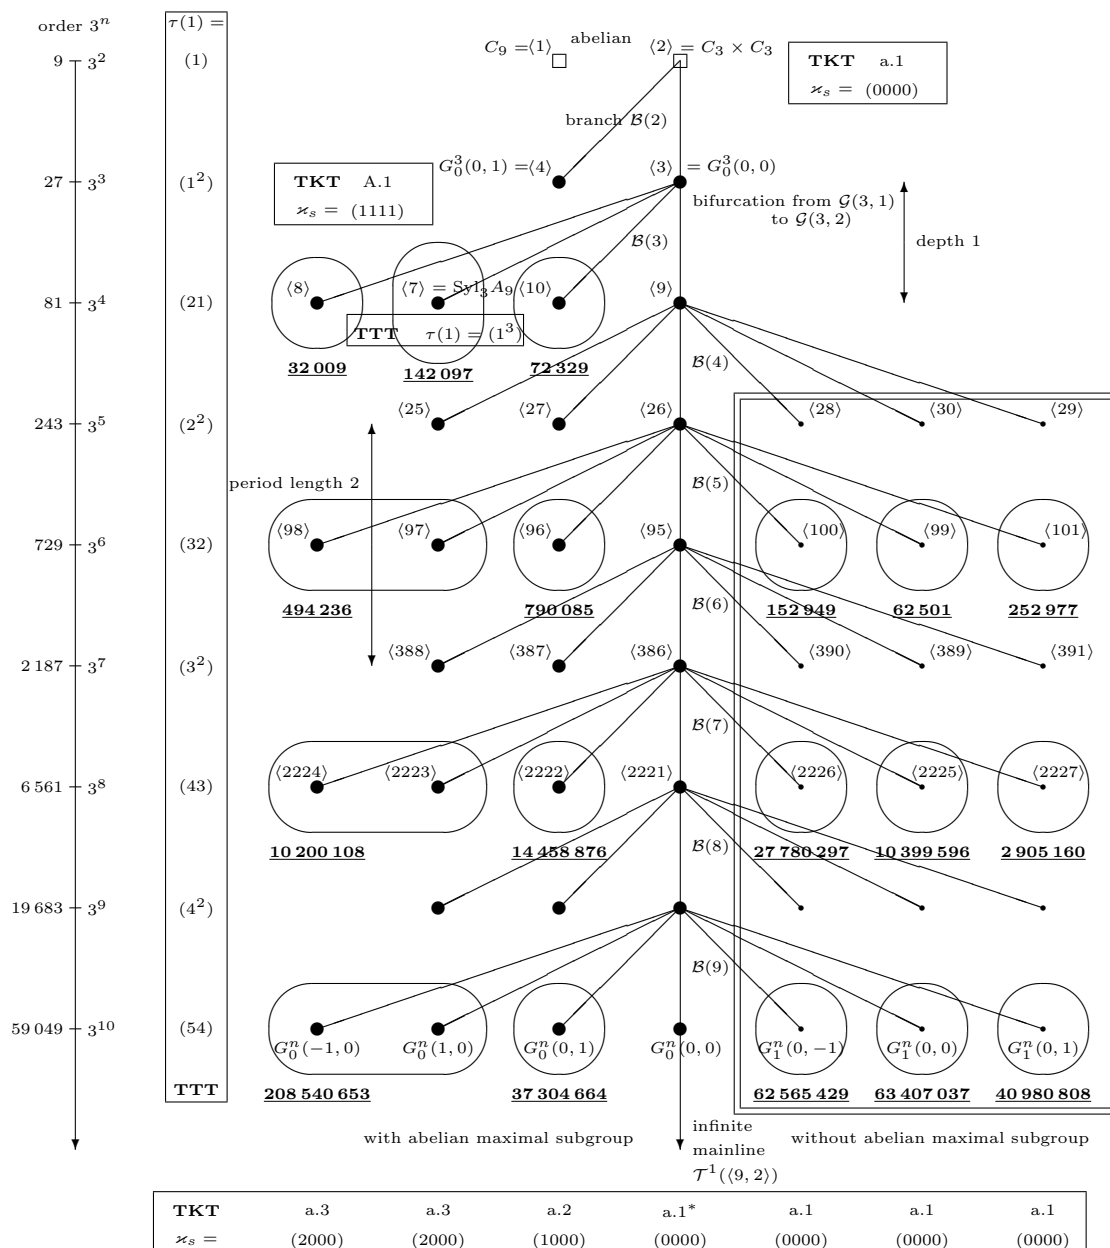 order 3^n
τ(1) =
9 3^2
(1)
C_9 = ⟨1⟩ abelian ⟨2⟩ = C_3 × C_3
TKT a.1
ϰ_s = (0000)
branch ℬ(2)
27 3^3
(1^2)
G_0^3(0,1) = ⟨4⟩ ⟨3⟩ = G_0^3(0,0)
TKT A.1
ϰ_s = (1111)
bifurcation from 𝒢(3,1)
to 𝒢(3,2)
depth 1
ℬ(3)
81 3^4
(21)
⟨8⟩ ⟨7⟩ = Syl_3 A_9 ⟨10⟩ ⟨9⟩
TTT τ(1) = (1^3)
32 009 142 097 72 329
ℬ(4)
243 3^5
(2^2)
⟨25⟩ ⟨27⟩ ⟨26⟩ ⟨28⟩ ⟨30⟩ ⟨29⟩
period length 2
ℬ(5)
729 3^6
(32)
⟨98⟩ ⟨97⟩ ⟨96⟩ ⟨95⟩ ⟨100⟩ ⟨99⟩ ⟨101⟩
494 236 790 085 152 949 62 501 252 977
ℬ(6)
2 187 3^7
(3^2)
⟨388⟩ ⟨387⟩ ⟨386⟩ ⟨390⟩ ⟨389⟩ ⟨391⟩
ℬ(7)
6 561 3^8
(43)
⟨2224⟩ ⟨2223⟩ ⟨2222⟩ ⟨2221⟩ ⟨2226⟩ ⟨2225⟩ ⟨2227⟩
10 200 108 14 458 876 27 780 297 10 399 596 2 905 160
ℬ(8)
19 683 3^9
(4^2)
ℬ(9)
59 049 3^10
(54)
G_0^n(−1,0) G_0^n(1,0) G_0^n(0,1) G_0^n(0,0) G_1^n(0,−1) G_1^n(0,0) G_1^n(0,1)
TTT
208 540 653 37 304 664 62 565 429 63 407 037 40 980 808
with abelian maximal subgroup
infinite
mainline
𝒯^1(⟨9,2⟩)
without abelian maximal subgroup
TKT a.3 a.3 a.2 a.1* a.1 a.1 a.1
ϰ_s = (2000) (2000) (1000) (0000) (0000) (0000) (0000)